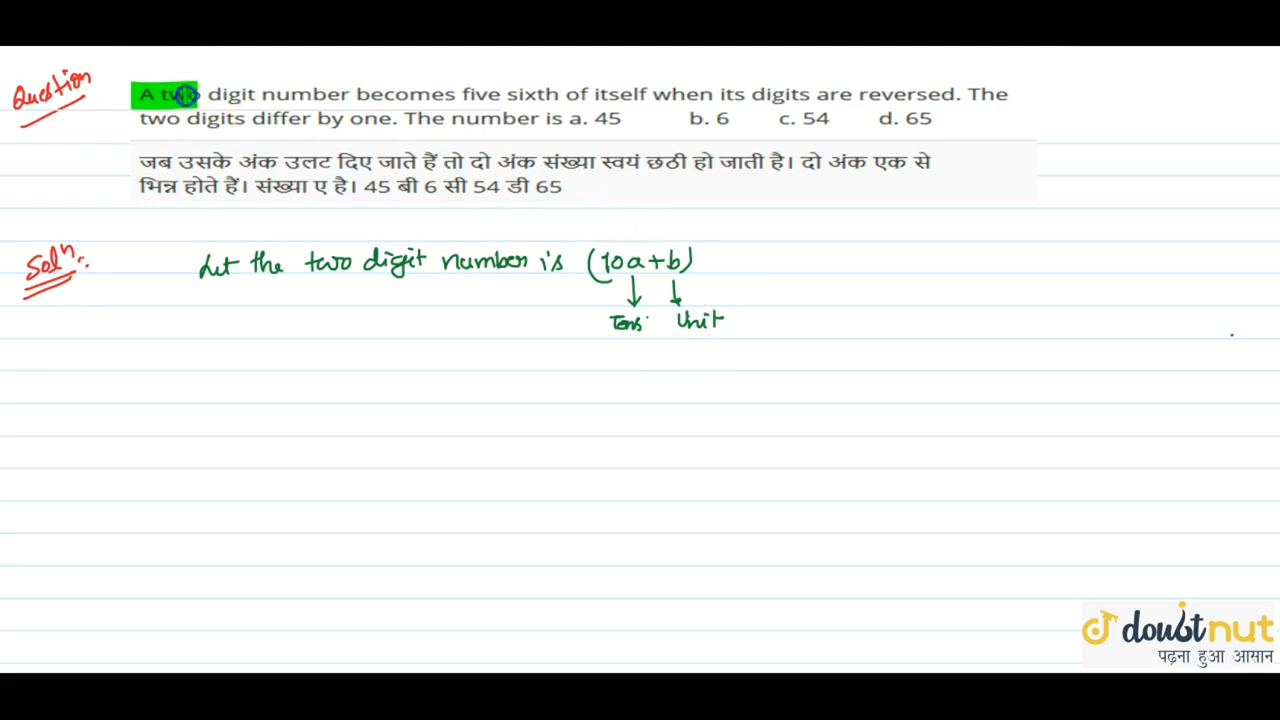 Question
A two digit number becomes five sixth of itself when its digits are reversed. The
two digits differ by one. The number is a. 45 b. 6 c. 54 d. 65
जब उसके अंक उलट दिए जाते हैं तो दो अंक संख्या स्वयं छठी हो जाती है। दो अंक एक से
भिन्न होते हैं। संख्या ए है। 45 बी 6 सी 54 डी 65
Solⁿ:
Let the two digit number is (10a+b)
Tens Unit
doubtnut
पढ़ना हुआ आसान